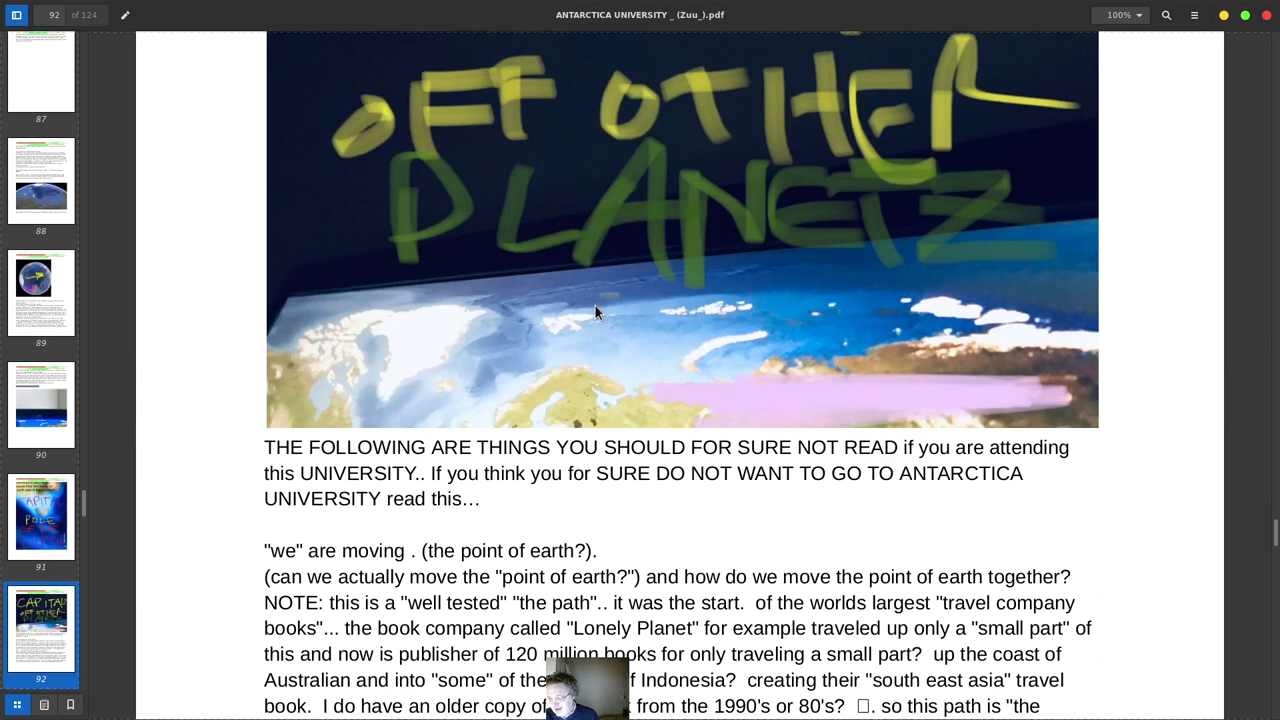 92 of 124 ANTARCTICA UNIVERSITY _ (Zuu_).pdf 100%
87
88
89
90
91
92
OFF OTHER
PLANETZ
THE FOLLOWING ARE THINGS YOU SHOULD FOR SURE NOT READ if you are attending
this UNIVERSITY.. If you think you for SURE DO NOT WANT TO GO TO ANTARCTICA
UNIVERSITY read this…
"we" are moving . (the point of earth?).
(can we actually move the "point of earth?") and how do we move the point of earth together?
NOTE: this is a well "treed" "the path".. it was the start of the worlds largest "travel company
books".. the book company called "Lonely Planet" the couple traveled only a "small part" of
this and now is publisher of 120 million books for only traveling a small part? up the coast of
Australian and into "some" of the f Indonesia? creating their "south east asia" travel
book. I do have an older copy of from the 1990's or 80's? . so this path is "the